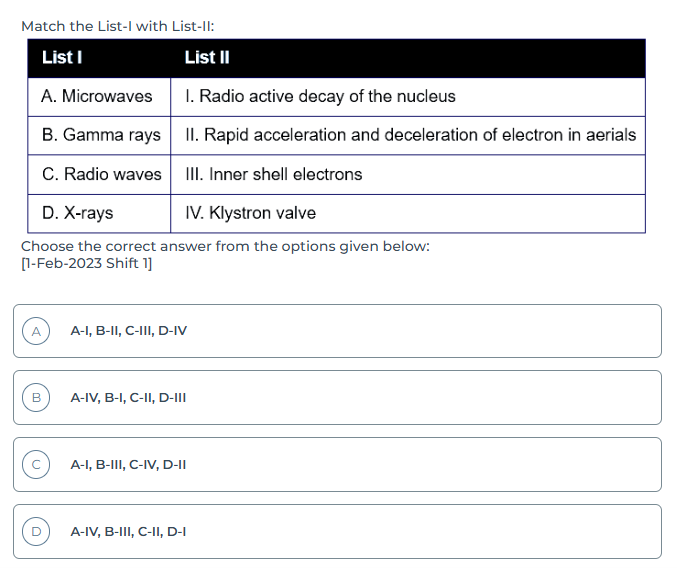 Match the List-I with List-II:
List I List II
A. Microwaves I. Radio active decay of the nucleus
B. Gamma rays II. Rapid acceleration and deceleration of electron in aerials
C. Radio waves III. Inner shell electrons
D. X-rays IV. Klystron valve
Choose the correct answer from the options given below:
[1-Feb-2023 Shift 1]
A A-I, B-II, C-III, D-IV
B A-IV, B-I, C-II, D-III
C A-I, B-III, C-IV, D-II
D A-IV, B-III, C-II, D-I